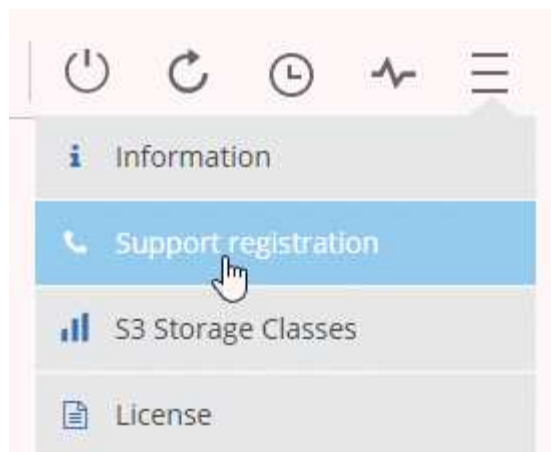 Information
Support registration
S3 Storage Classes
License